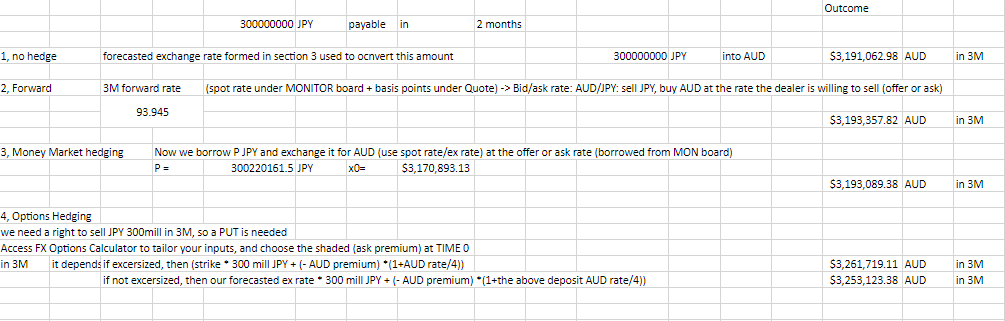 Outcome
300000000 JPY payable in 2 months
1, no hedge forecasted exchange rate formed in section 3 used to ocnvert this amount 300000000 JPY into AUD $3,191,062.98 AUD in 3M
2, Forward 3M forward rate (spot rate under MONITOR board + basis points under Quote) -> Bid/ask rate: AUD/JPY: sell JPY, buy AUD at the rate the dealer is willing to sell (offer or ask)
93.945
$3,193,357.82 AUD in 3M
3, Money Market hedging Now we borrow P JPY and exchange it for AUD (use spot rate/ex rate) at the offer or ask rate (borrowed from MON board)
P = 300220161.5 JPY x0= $3,170,893.13
$3,193,089.38 AUD in 3M
4, Options Hedging
we need a right to sell JPY 300mill in 3M, so a PUT is needed
Access FX Options Calculator to tailor your inputs, and choose the shaded (ask premium) at TIME 0
in 3M it depends if excersized, then (strike * 300 mill JPY + (- AUD premium) *(1+AUD rate/4)) $3,261,719.11 AUD in 3M
if not excersized, then our forecasted ex rate * 300 mill JPY + (- AUD premium) *(1+the above deposit AUD rate/4)) $3,253,123.38 AUD in 3M